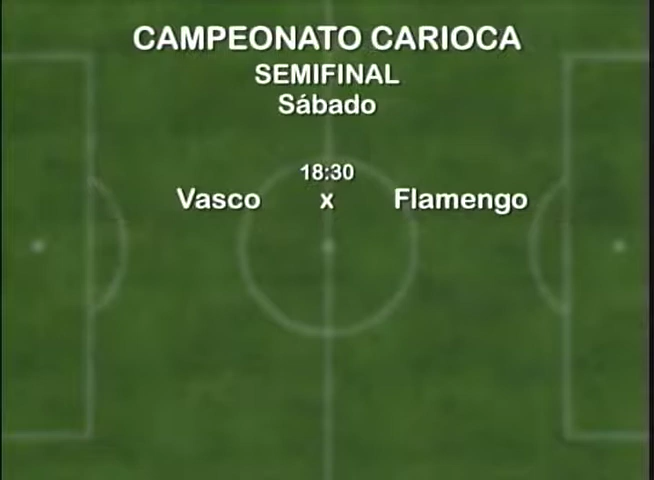 CAMPEONATO CARIOCA
SEMIFINAL
Sábado
18:30
Vasco x Flamengo